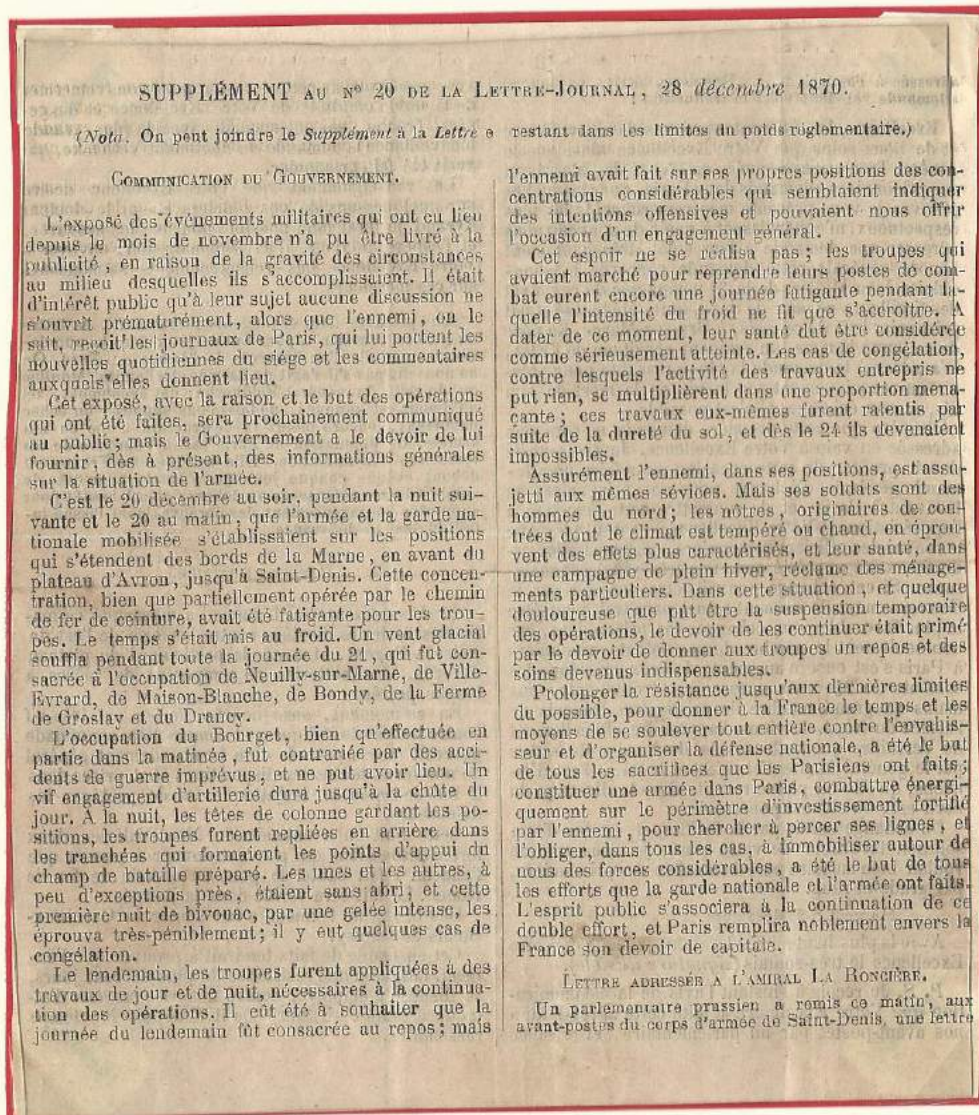 SUPPLÉMENT AU Nº 20 DE LA LETTRE-JOURNAL, 28 décembre 1870.
(Nota. On peut joindre le Supplément à la Lettre e restant dans les limites du poids réglementaire.)
COMMUNICATION DU GOUVERNEMENT.
L'exposé des événements militaires qui ont eu lieu
depuis le mois de novembre n'a pu être livré à la
publicité, en raison de la gravité des circonstances
au milieu desquelles ils s'accomplissaient. Il était
d'intérêt public qu'à leur sujet aucune discussion ne
s'ouvrît prématurément, alors que l'ennemi, on le
sait, reçoit les journaux de Paris, qui lui portent les
nouvelles quotidiennes du siége et les commentaires
auxquels elles donnent lieu.
Cet exposé, avec la raison et le but des opérations
qui ont été faites, sera prochainement communiqué
au public; mais le Gouvernement a le devoir de lui
fournir, dès à présent, des informations générales
sur la situation de l'armée.
C'est le 20 décembre au soir, pendant la nuit sui-
vante et le 20 au matin, que l'armée et la garde na-
tionale mobilisée s'établissaient sur les positions
qui s'étendent des bords de la Marne, en avant du
plateau d'Avron, jusqu'à Saint-Denis. Cette concen-
tration, bien que partiellement opérée par le chemin
de fer de ceinture, avait été fatigante pour les trou-
pes. Le temps s'était mis au froid. Un vent glacial
souffla pendant toute la journée du 21, qui fut con-
sacrée à l'occupation de Neuilly-sur-Marne, de Ville-
Evrard, de Maison-Blanche, de Bondy, de la Ferme
de Groslay et du Drancy.
L'occupation du Bourget, bien qu'effectuée en
partie dans la matinée, fut contrariée par des acci-
dents de guerre imprévus, et ne put avoir lieu. Un
vif engagement d'artillerie dura jusqu'à la chûte du
jour. A la nuit, les têtes de colonne gardant les po-
sitions, les troupes furent repliées en arrière dans
les tranchées qui formaient les points d'appui du
champ de bataille préparé. Les unes et les autres, à
peu d'exceptions près, étaient sans abri, et cette
première nuit de bivouac, par une gelée intense, les
éprouva très-péniblement; il y eut quelques cas de
congélation.
Le lendemain, les troupes furent appliquées à des
travaux de jour et de nuit, nécessaires à la continua-
tion des opérations. Il eût été à souhaiter que la
journée du lendemain fût consacrée au repos; mais
l'ennemi avait fait sur ses propres positions des con-
centrations considérables qui semblaient indiquer
des intentions offensives et pouvaient nous offrir
l'occasion d'un engagement général.
Cet espoir ne se réalisa pas; les troupes qui
avaient marché pour reprendre leurs postes de com-
bat eurent encore une journée fatigante pendant la-
quelle l'intensité du froid ne fit que s'accroître. A
dater de ce moment, leur santé dut être considérée
comme sérieusement atteinte. Les cas de congélation,
contre lesquels l'activité des travaux entrepris ne
put rien, se multiplièrent dans une proportion mena-
çante; ces travaux eux-mêmes furent ralentis par
suite de la dureté du sol, et dès le 24 ils devenaient
impossibles.
Assurément l'ennemi, dans ses positions, est assu-
jetti aux mêmes sévices. Mais ses soldats sont des
hommes du nord; les nôtres, originaires de con-
trées dont le climat est tempéré ou chaud, en éprou-
vent des effets plus caractérisés, et leur santé, dans
une campagne de plein hiver, réclame des ménage-
ments particuliers. Dans cette situation, et quelque
douloureuse que pût être la suspension temporaire
des opérations, le devoir de les continuer était primé
par le devoir de donner aux troupes un repos et des
soins devenus indispensables.
Prolonger la résistance jusqu'aux dernières limites
du possible, pour donner à la France le temps et les
moyens de se soulever tout entière contre l'envahis-
seur et d'organiser la défense nationale, a été le but
de tous les sacrifices que les Parisiens ont faits;
constituer une armée dans Paris, combattre énergi-
quement sur le périmètre d'investissement fortifié
par l'ennemi, pour chercher à percer ses lignes, et
l'obliger, dans tous les cas, à immobiliser autour de
nous des forces considérables, a été le but de tous
les efforts que la garde nationale et l'armée ont faits.
L'esprit public s'associera à la continuation de ce
double effort, et Paris remplira noblement envers la
France son devoir de capitale.
LETTRE ADRESSÉE A L'AMIRAL LA RONCIÈRE.
Un parlementaire prussien a remis ce matin, aux
avant-postes du corps d'armée de Saint-Denis, une lettre